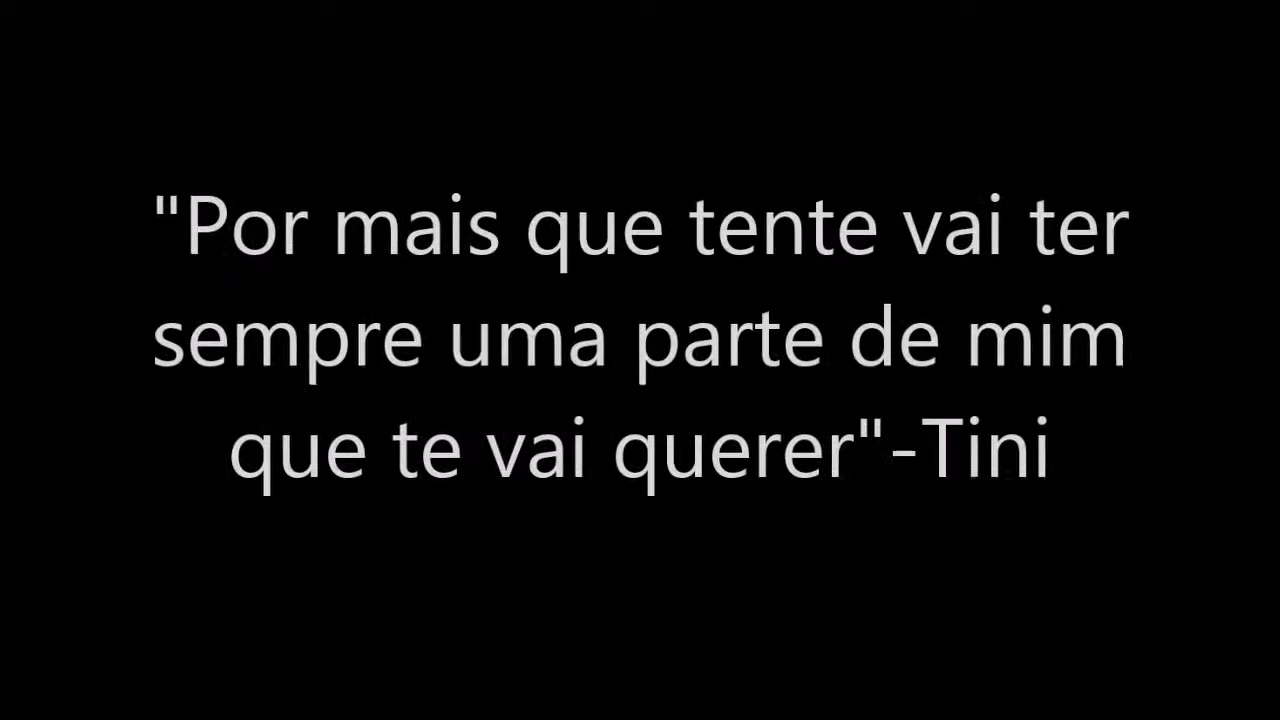 "Por mais que tente vai ter
sempre uma parte de mim
que te vai querer"-Tini